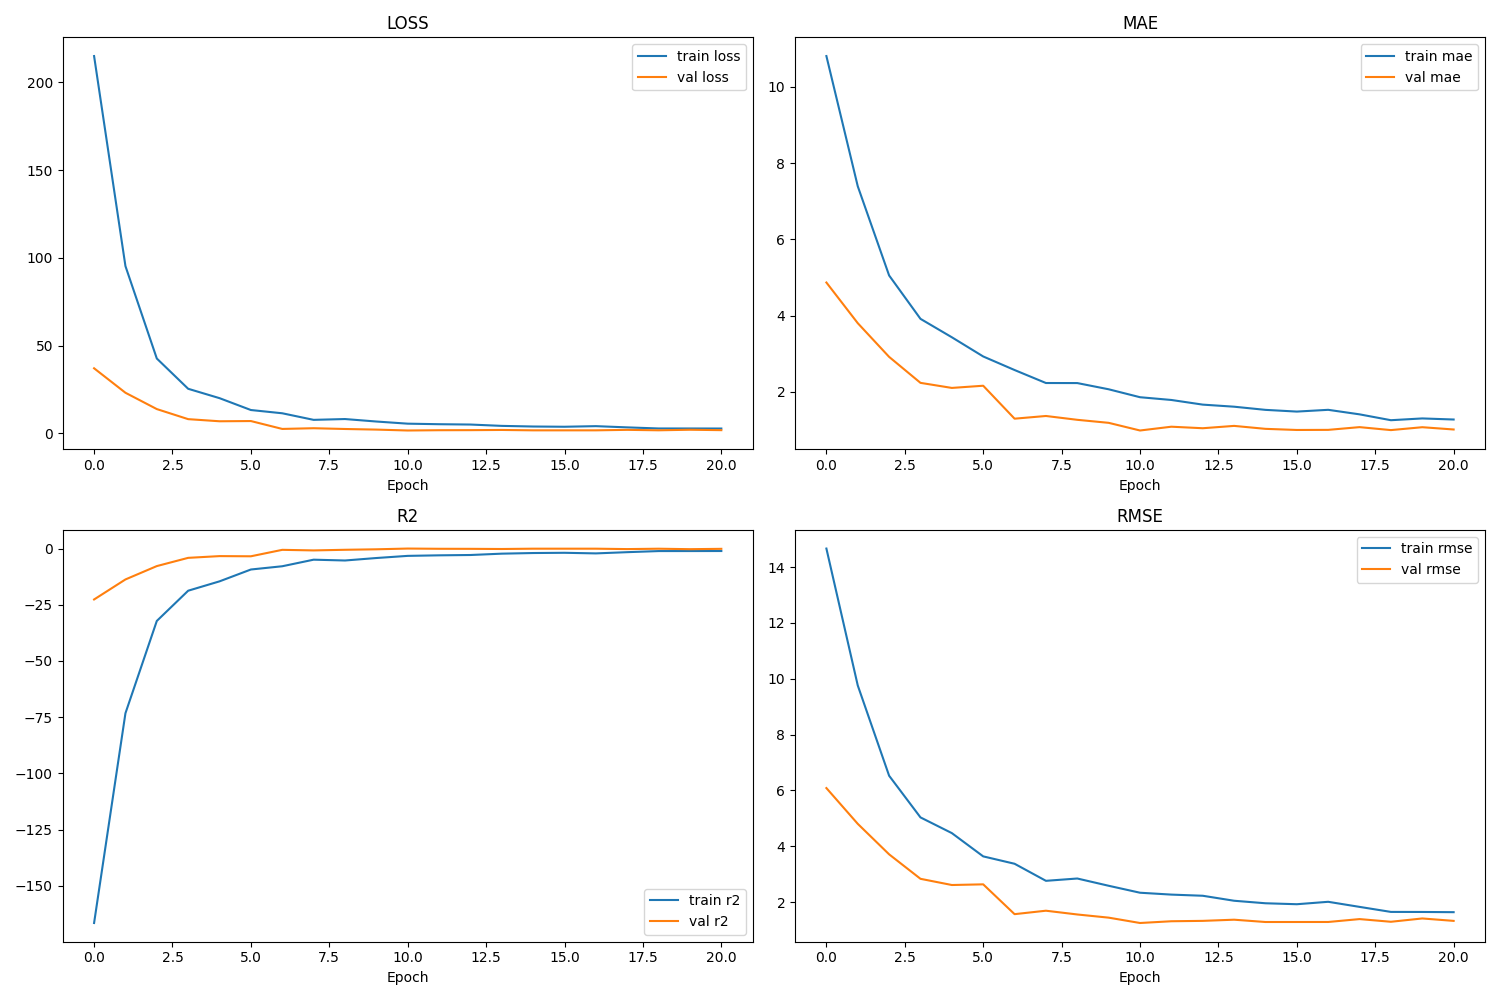 LOSS
200
150
100
50
0
train loss
val loss
0.0 2.5 5.0 7.5 10.0 12.5 15.0 17.5 20.0
Epoch
MAE
10
8
6
4
2
train mae
val mae
0.0 2.5 5.0 7.5 10.0 12.5 15.0 17.5 20.0
Epoch
R2
0
−25
−50
−75
−100
−125
−150
train r2
val r2
0.0 2.5 5.0 7.5 10.0 12.5 15.0 17.5 20.0
Epoch
RMSE
14
12
10
8
6
4
2
train rmse
val rmse
0.0 2.5 5.0 7.5 10.0 12.5 15.0 17.5 20.0
Epoch